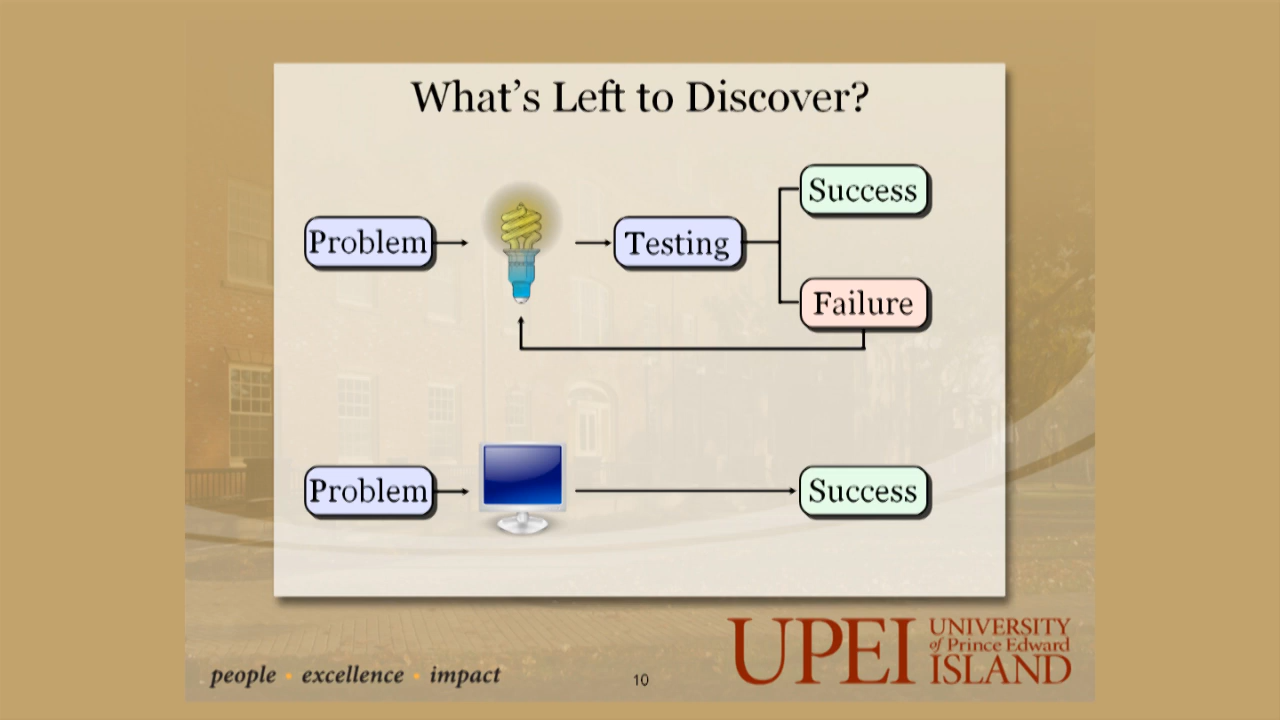 What's Left to Discover?
Success
Problem
Testing
Failure
Problem
Success
people • excellence • impact
10
UPEI
UNIVERSITY
of Prince Edward
ISLAND